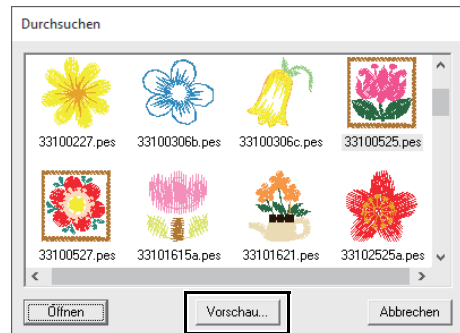 Durchsuchen
33100227.pes 33100306b.pes 33100306c.pes 33100525.pes
33100527.pes 33101615a.pes 33101621.pes 33102525a.pes
Öffnen Vorschau... Abbrechen